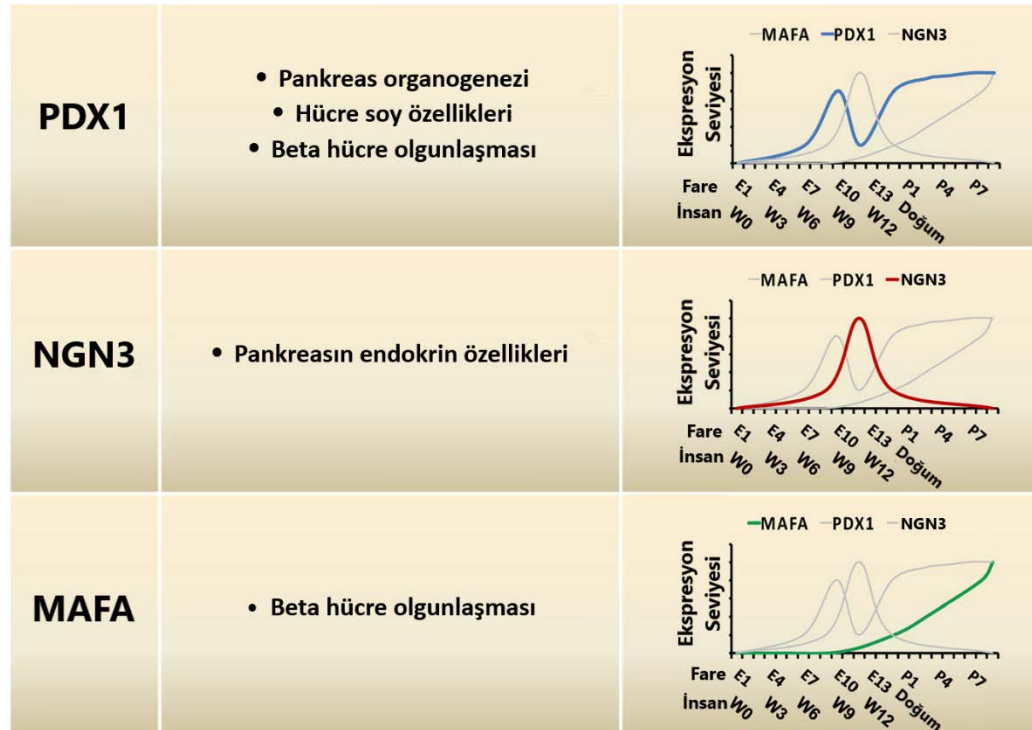 PDX1
• Pankreas organogenezi
• Hücre soy özellikleri
• Beta hücre olgunlaşması
MAFA PDX1 NGN3
Ekspresyon
Seviyesi
Fare E1 E4 E7 E10 E13 P1 P4 P7
İnsan W0 W3 W6 W9 W12 Doğum
NGN3
• Pankreasın endokrin özellikleri
MAFA PDX1 NGN3
Ekspresyon
Seviyesi
Fare E1 E4 E7 E10 E13 P1 P4 P7
İnsan W0 W3 W6 W9 W12 Doğum
MAFA
• Beta hücre olgunlaşması
MAFA PDX1 NGN3
Ekspresyon
Seviyesi
Fare E1 E4 E7 E10 E13 P1 P4 P7
İnsan W0 W3 W6 W9 W12 Doğum